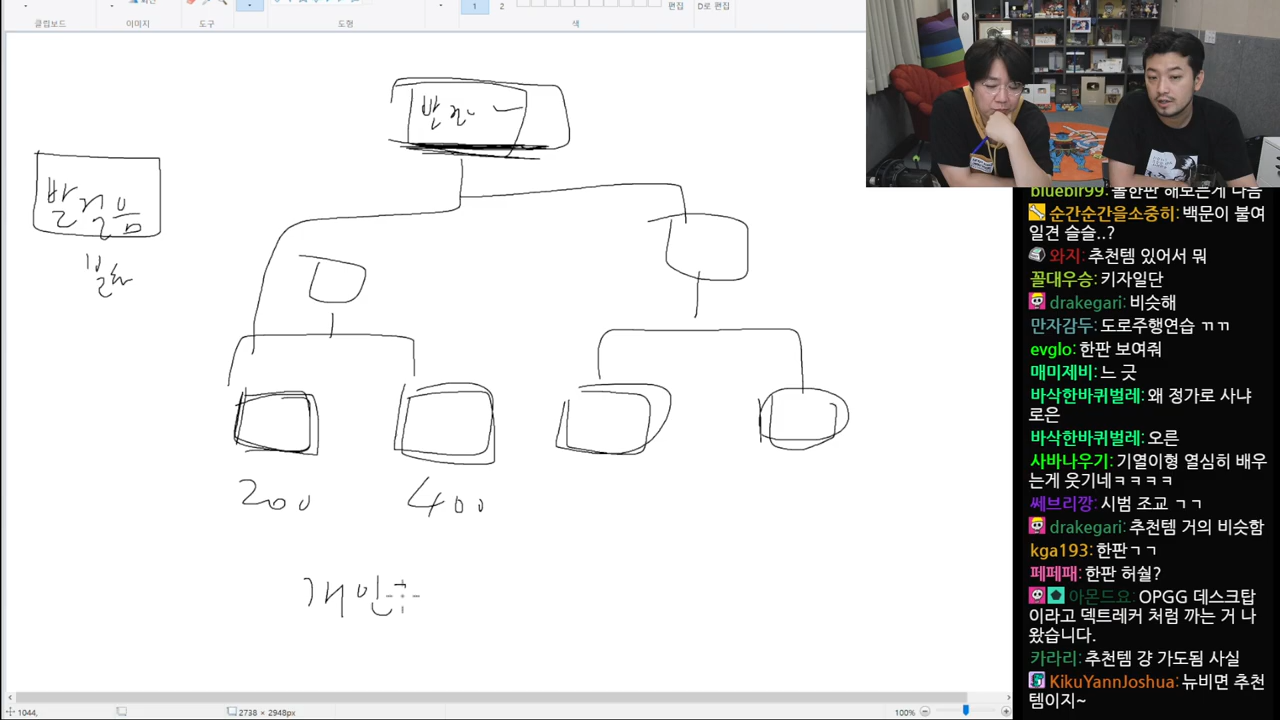 클립보드
이미지
도구
도형
1
2
색
편집
D로 편집
발걸음
200
400
개인
bluebir99: 롤한판 해보는게 나음
순간순간을소중히: 백문이 불여
일견 슬슬..?
와지: 추천템 있어서 뭐
꼴대우승: 키자일단
drakegari: 비슷해
만자감두: 도로주행연습 ㄲㄲ
evglo: 한판 보여줘
매미제비: 느 긋
바삭한바퀴벌레: 왜 정가로 사냐
로은
바삭한바퀴벌레: 오른
사바나우기: 기열이형 열심히 배우
는게 웃기네ㅋㅋㅋㅋ
쎄브리깡: 시범 조교 ㄱㄱ
drakegari: 추천템 거의 비슷함
kga193: 한판ㄱㄱ
페페패: 한판 허쉴?
아몬드요: OPGG 데스크탑
이라고 덱트레커 처럼 까는 거 나
왔습니다.
카라리: 추천템 걍 가도됨 사실
KikuYannJoshua: 뉴비면 추천
템이지~
1044,
2738 × 2948px
100%